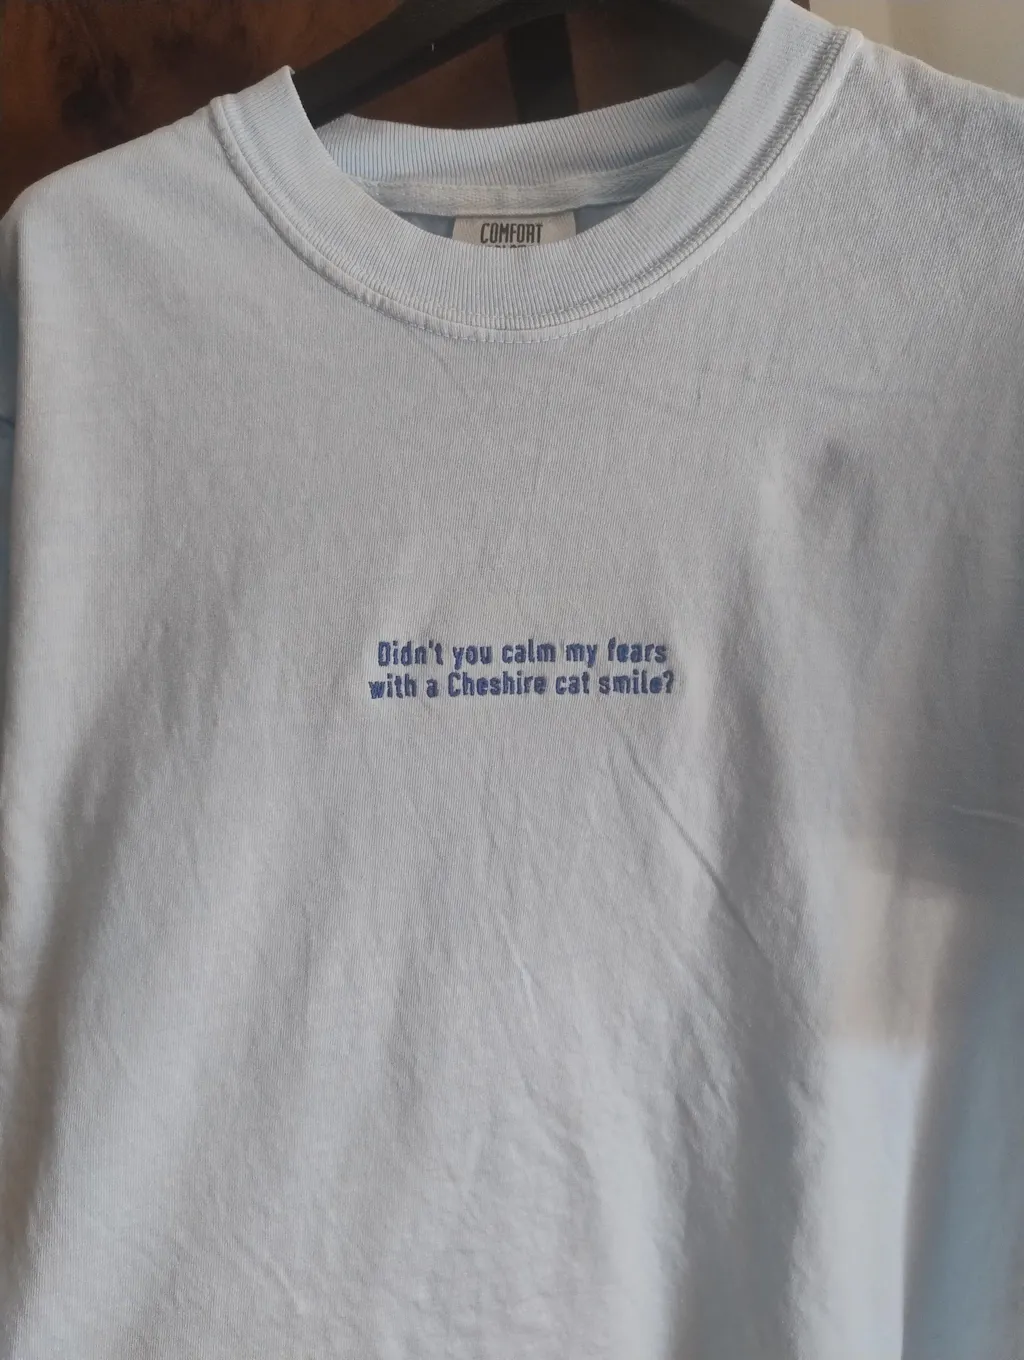 COMFORT
Didn't you calm my fears
with a Cheshire cat smile?